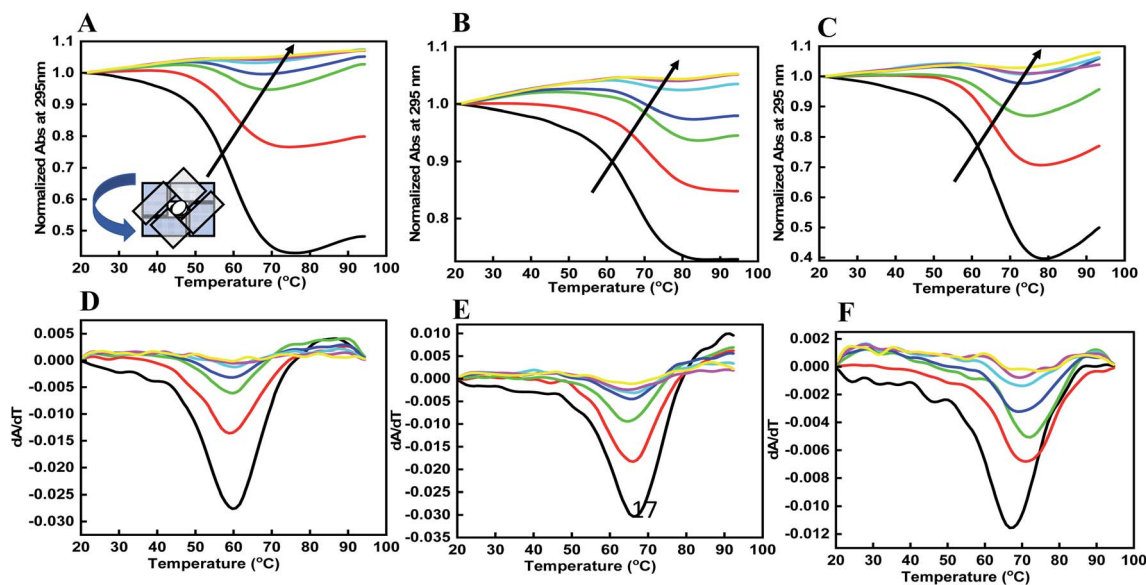 A
Normalized Abs at 295nm
1.1
1.0
0.9
0.8
0.7
0.6
0.5
20 30 40 50 60 70 80 90 100
Temperature (°C)
B
Normalized Abs at 295 nm
1.1
1.0
0.9
0.8
20 30 40 50 60 70 80 90 100
Temperature (°C)
C
Normalized Abs at 295 nm
1.1
1.0
0.9
0.8
0.7
0.6
0.5
0.4
20 30 40 50 60 70 80 90 100
Temperature (°C)
D
dA/dT
0.005
0.000
-0.005
-0.010
-0.015
-0.020
-0.025
-0.030
20 30 40 50 60 70 80 90 100
Temperature (°C)
E
dA/dT
0.010
0.005
0.000
-0.005
-0.010
-0.015
-0.020
-0.025
-0.030
-0.035
17
20 30 40 50 60 70 80 90 100
Temperature (°C)
F
dA/dT
0.002
0.000
-0.002
-0.004
-0.006
-0.008
-0.010
-0.012
20 30 40 50 60 70 80 90 100
Temperature (°C)